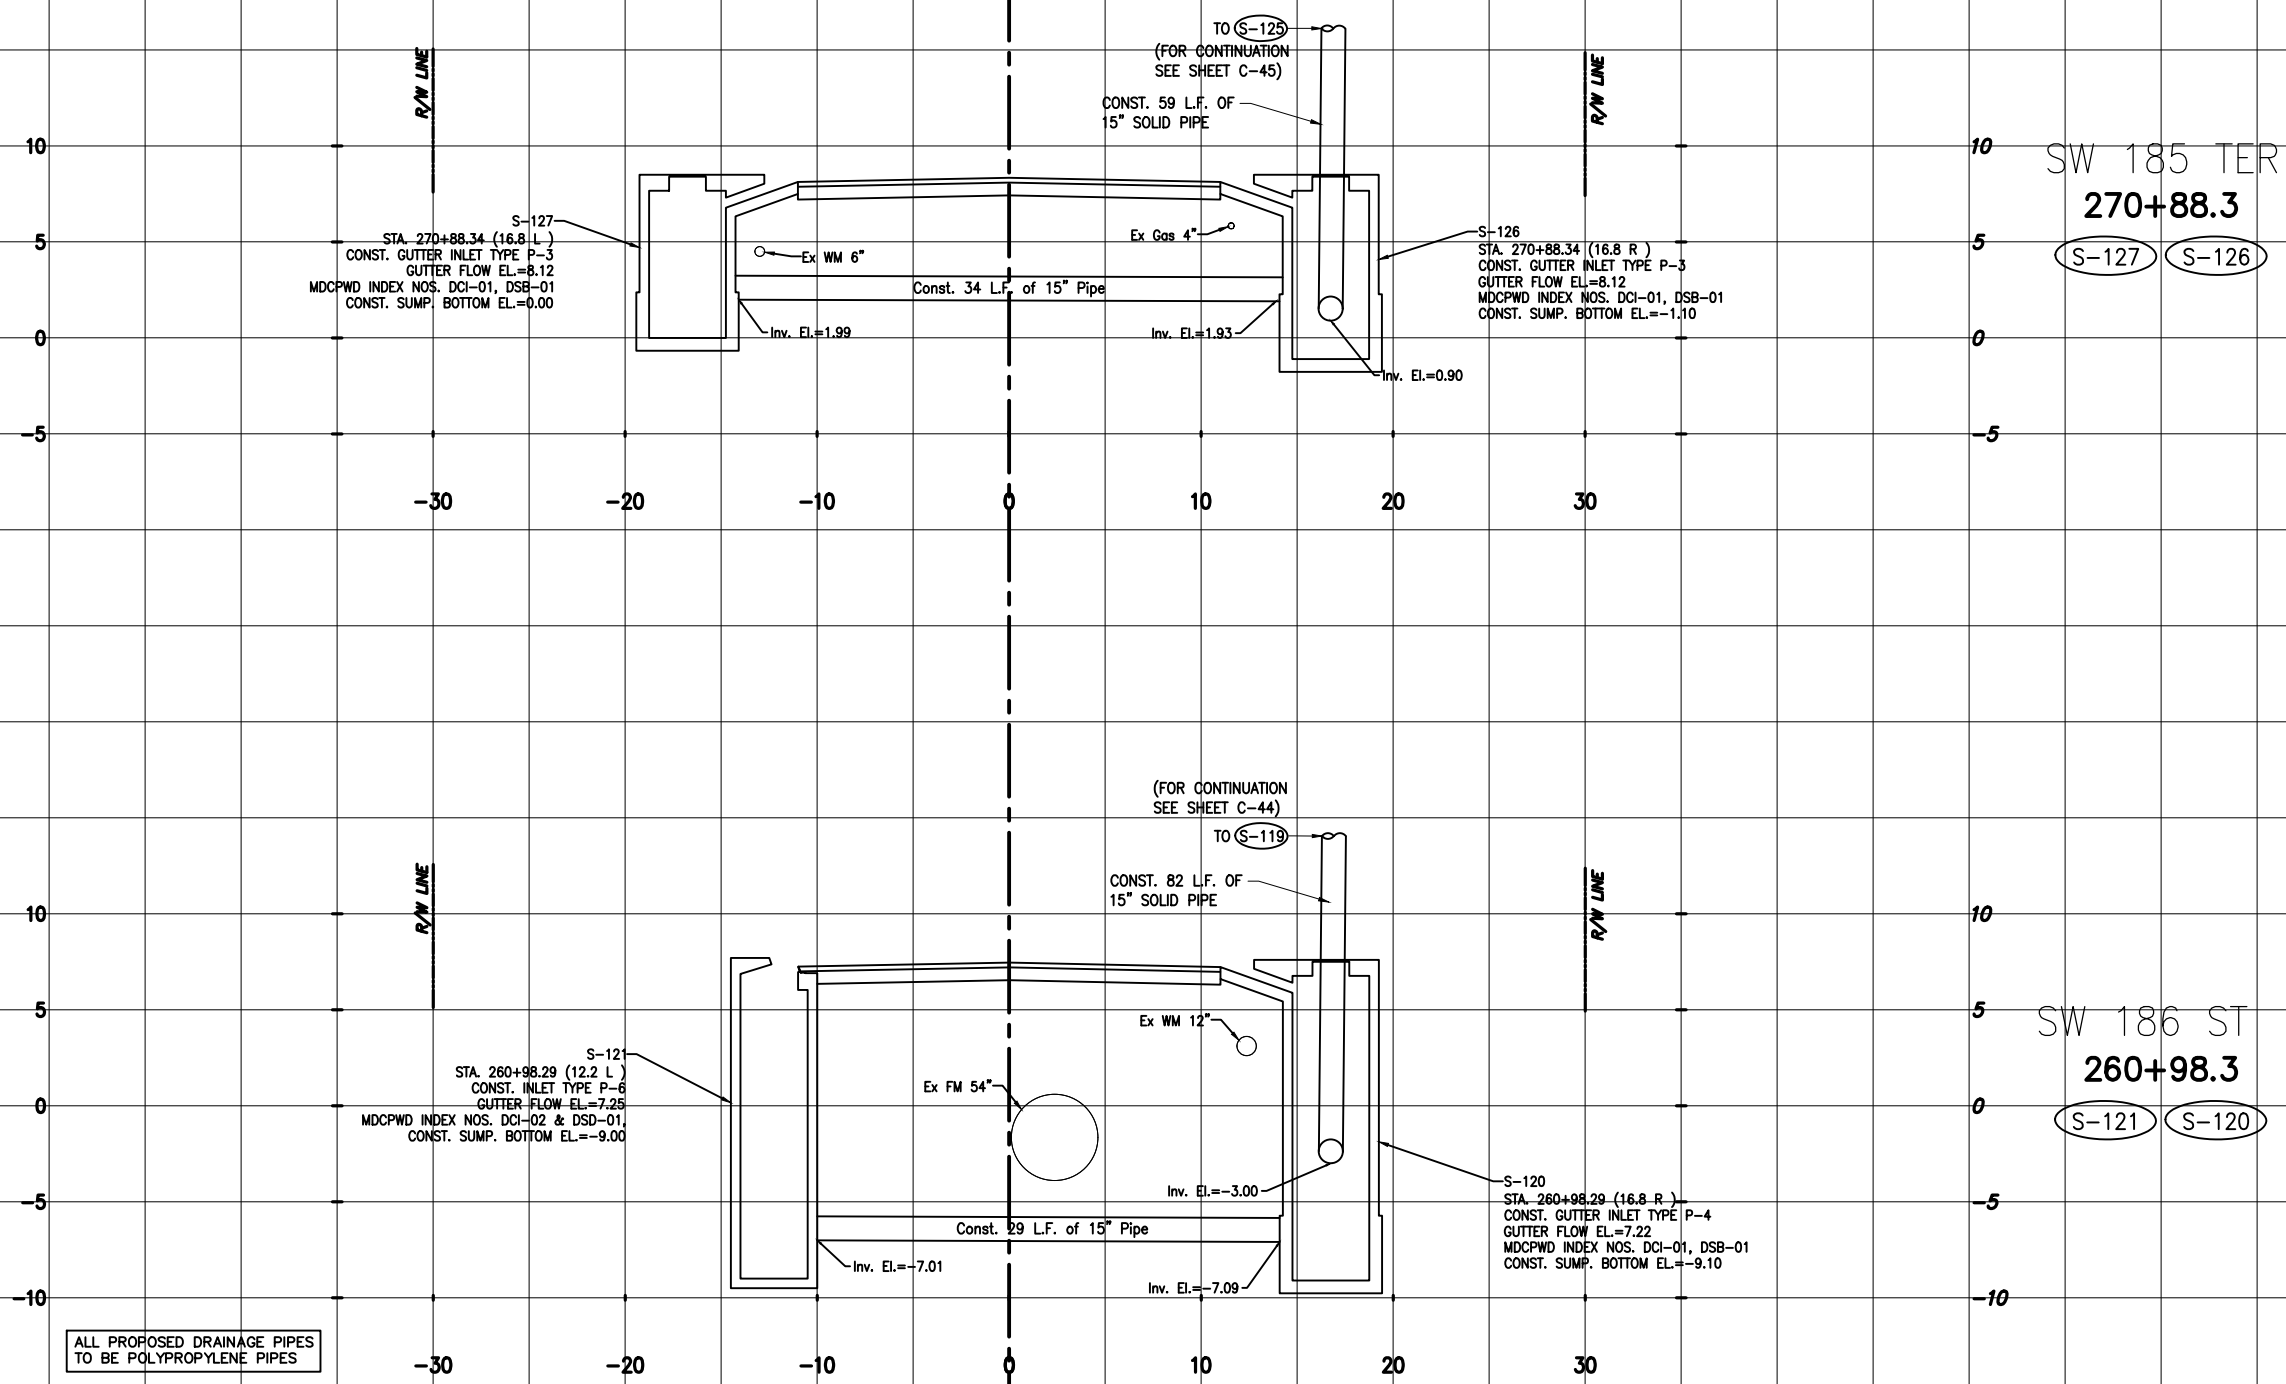 TO S-125
(FOR CONTINUATION
SEE SHEET C-45)
CONST. 59 L.F. OF
15" SOLID PIPE
R/W LINE
R/W LINE
10
10
SW 185 TER
270+88.3
S-127
S-126
S-127
STA. 270+88.34 (16.8 L )
CONST. GUTTER INLET TYPE P-3
GUTTER FLOW EL.=8.12
MDCPWD INDEX NOS. DCI-01, DSB-01
CONST. SUMP. BOTTOM EL.=0.00
Ex WM 6"
Ex Gas 4"
S-126
STA. 270+88.34 (16.8 R )
CONST. GUTTER INLET TYPE P-3
GUTTER FLOW EL.=8.12
MDCPWD INDEX NOS. DCI-01, DSB-01
CONST. SUMP. BOTTOM EL.=-1.10
5
5
Const. 34 L.F. of 15" Pipe
Inv. El.=1.99
Inv. El.=1.93
0
0
Inv. El.=0.90
-5
-5
-30
-20
-10
0
10
20
30
(FOR CONTINUATION
SEE SHEET C-44)
TO S-119
CONST. 82 L.F. OF
15" SOLID PIPE
R/W LINE
R/W LINE
10
10
5
5
SW 186 ST
260+98.3
S-121
S-120
Ex WM 12"
Ex FM 54"
S-121
STA. 260+98.29 (12.2 L )
CONST. INLET TYPE P-6
GUTTER FLOW EL.=7.25
MDCPWD INDEX NOS. DCI-02 & DSD-01,
CONST. SUMP. BOTTOM EL.=-9.00
0
0
Inv. El.=-3.00
S-120
STA. 260+98.29 (16.8 R )
CONST. GUTTER INLET TYPE P-4
GUTTER FLOW EL.=7.22
MDCPWD INDEX NOS. DCI-01, DSB-01
CONST. SUMP. BOTTOM EL.=-9.10
-5
-5
Const. 29 L.F. of 15" Pipe
Inv. El.=-7.01
Inv. El.=-7.09
-10
-10
ALL PROPOSED DRAINAGE PIPES
TO BE POLYPROPYLENE PIPES
-30
-20
-10
0
10
20
30